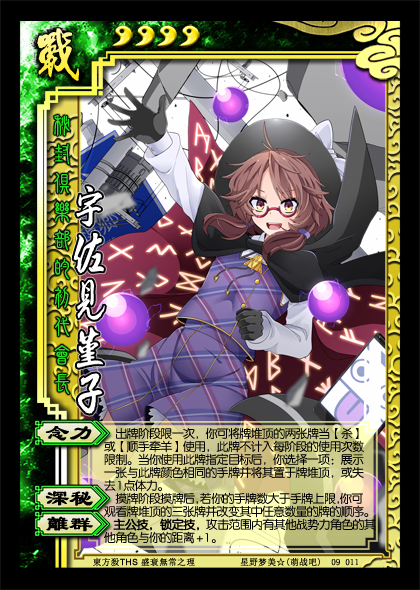 戰
秘封俱樂部的初代會長
宇佐見菫子
念力
出牌阶段限一次，你可将牌堆顶的两张牌当【杀】
或【顺手牵羊】使用，此牌不计入每阶段的使用次数
限制。当你使用此牌指定目标后，你选择一项：展示
一张与此牌颜色相同的手牌并将其置于牌堆顶，或失
去1点体力。
深秘
摸牌阶段摸牌后，若你的手牌数大于手牌上限，你可
观看牌堆顶的三张牌并改变其中任意数量的牌的顺序。
離群
主公技，锁定技，攻击范围内有其他战势力角色的其
他角色与你的距离+1。
東方殺THS 盛衰無常之理
星野梦美☆(萌战吧) 09 011